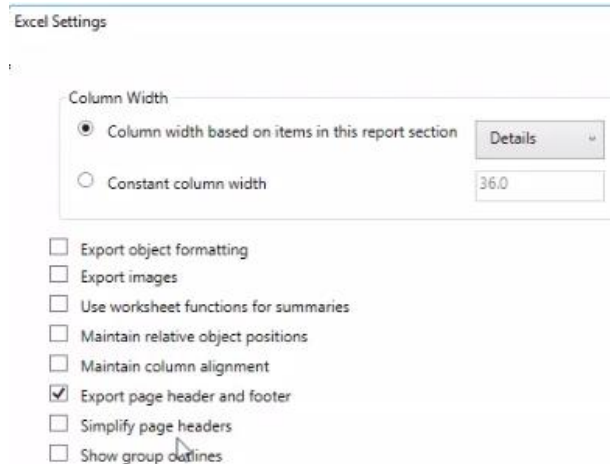 Excel Settings
Column Width
Column width based on items in this report section Details
Constant column width 36.0
Export object formatting
Export images
Use worksheet functions for summaries
Maintain relative object positions
Maintain column alignment
Export page header and footer
Simplify page headers
Show group outlines